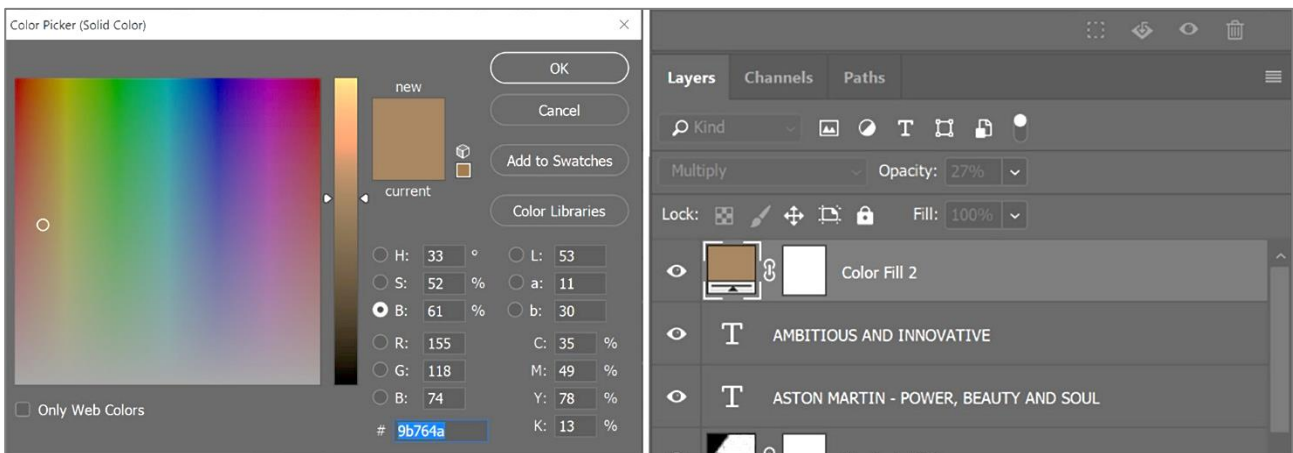 Color Picker (Solid Color)
new
current
OK
Cancel
Add to Swatches
Color Libraries
H: 33 °
S: 52 %
B: 61 %
R: 155
G: 118
B: 74
# 9b764a
L: 53
a: 11
b: 30
C: 35 %
M: 49 %
Y: 78 %
K: 13 %
Only Web Colors
Layers Channels Paths
Kind
Multiply Opacity: 27%
Lock: Fill: 100%
Color Fill 2
T AMBITIOUS AND INNOVATIVE
T ASTON MARTIN - POWER, BEAUTY AND SOUL